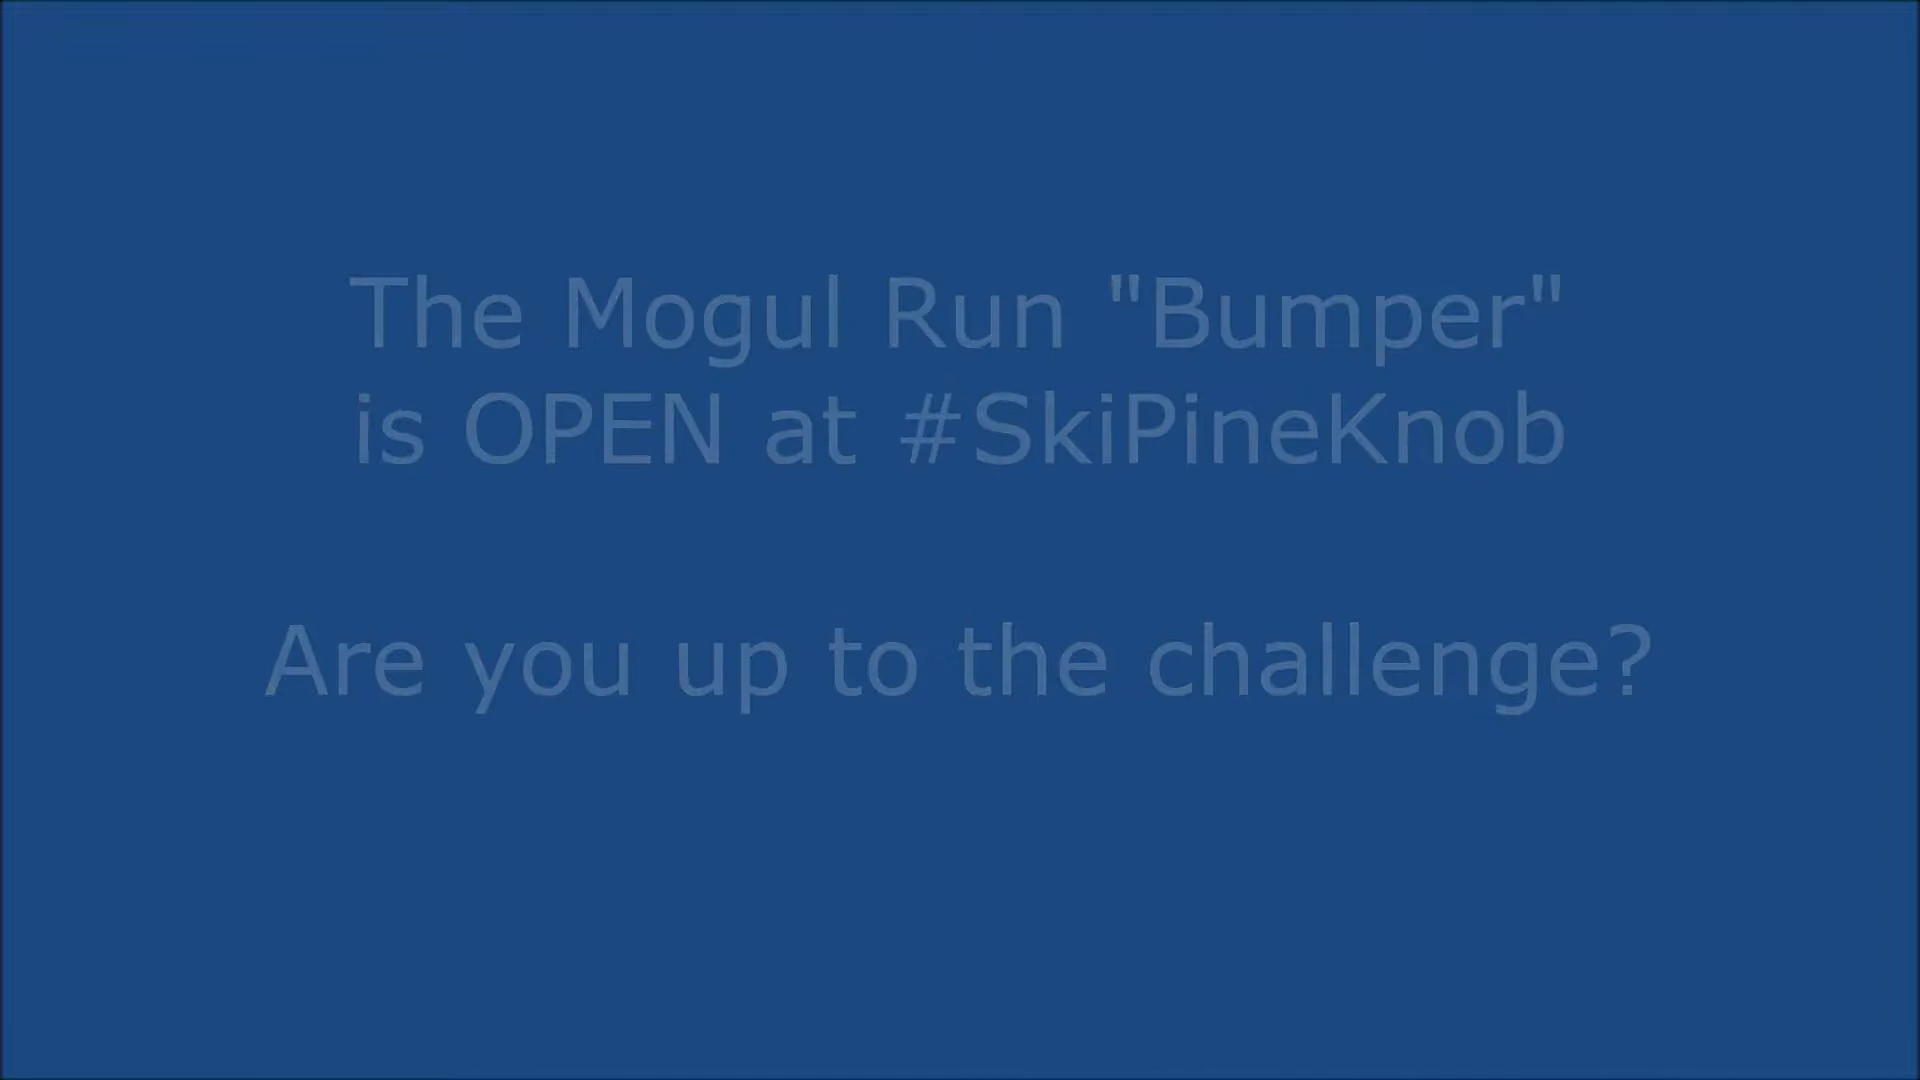 The Mogul Run "Bumper"
is OPEN at #SkiPineKnob
Are you up to the challenge?